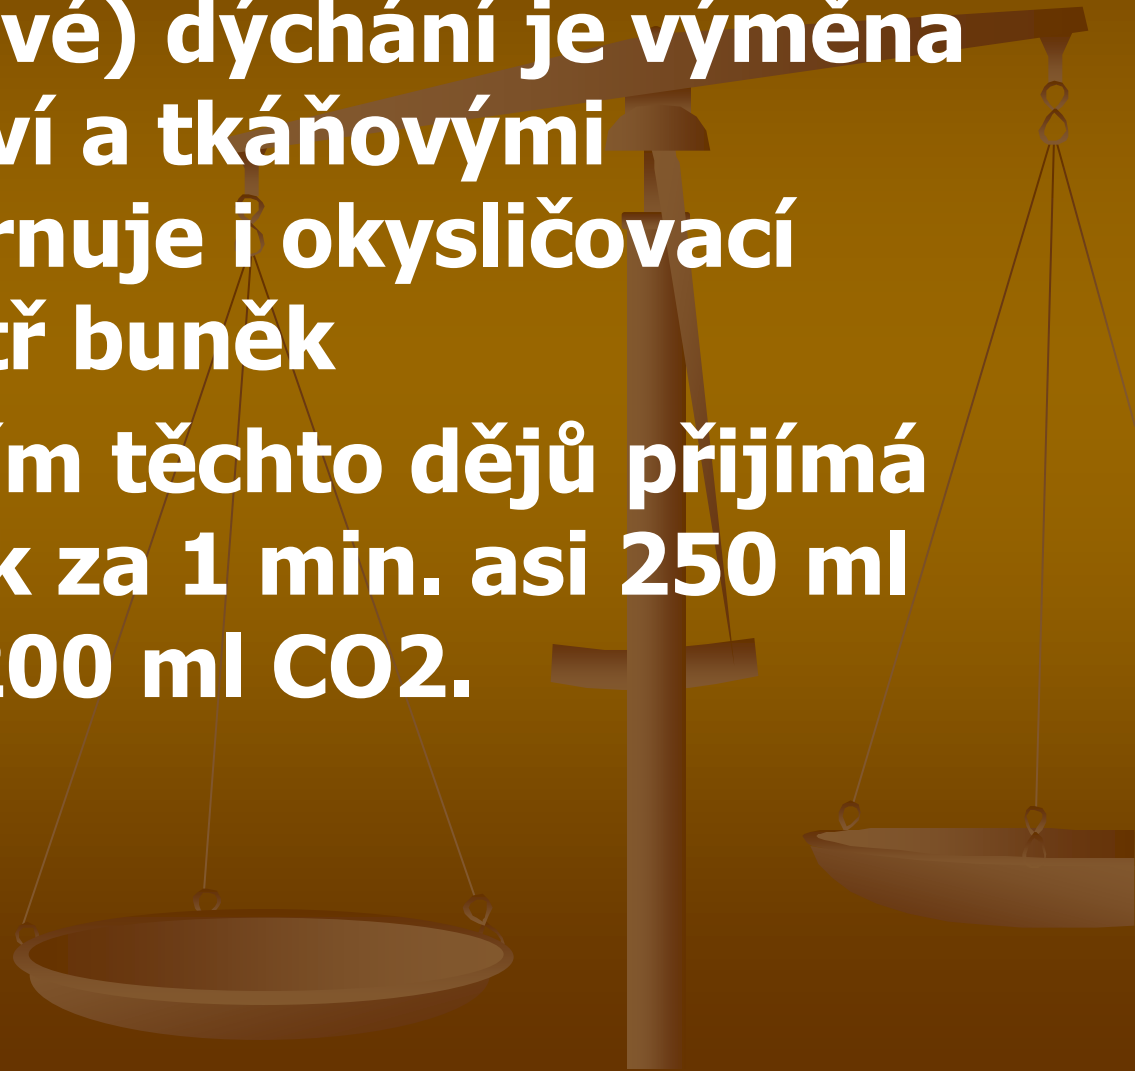 vé) dýchání je výměna
ví a tkáňovými
rnuje i okysličovací
tř buněk
ím těchto dějů přijímá
k za 1 min. asi 250 ml
200 ml CO2.